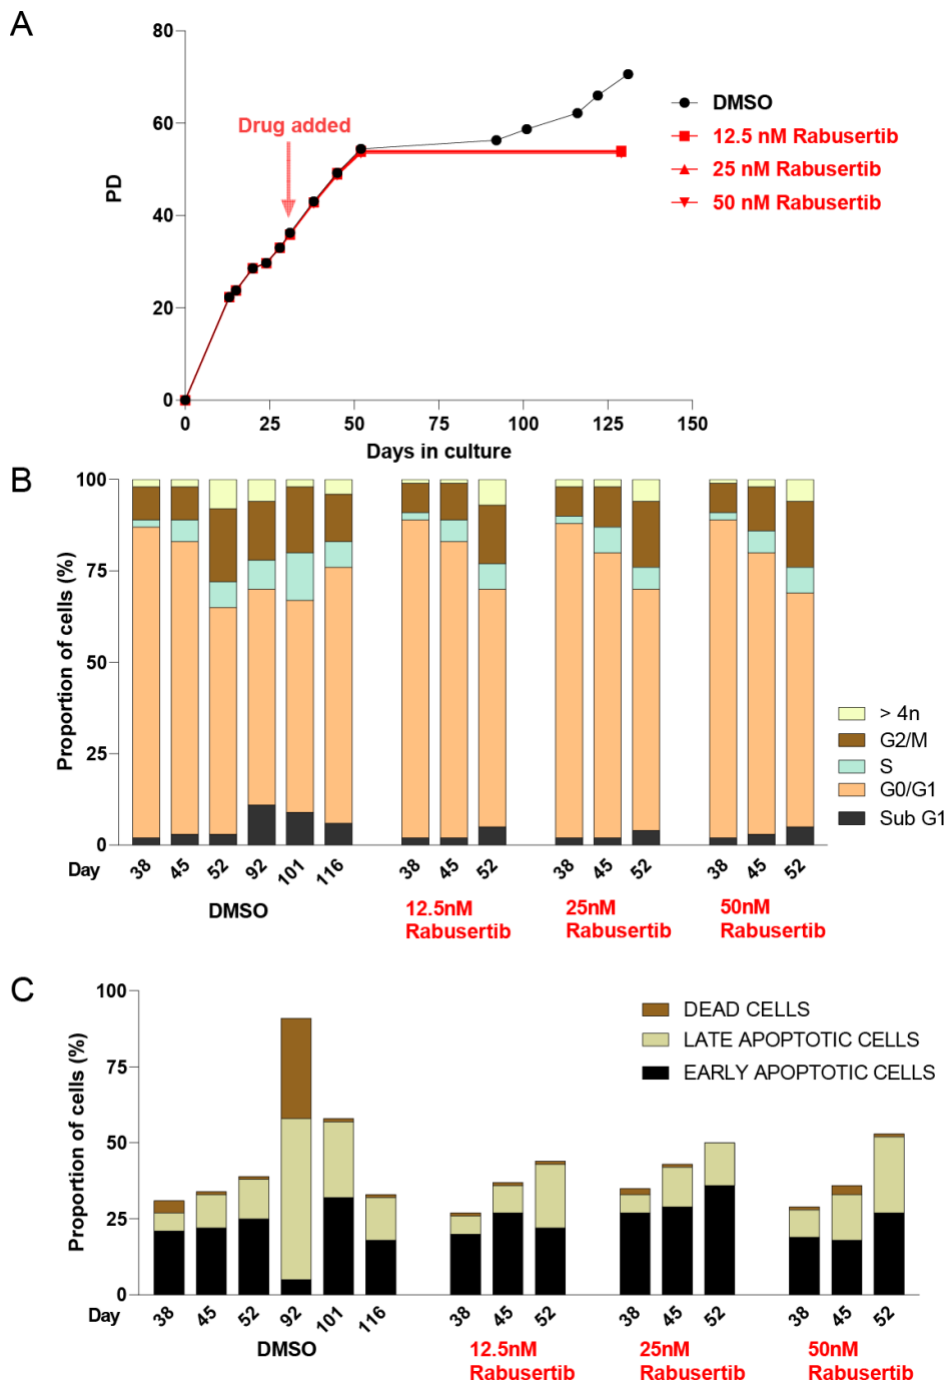 A
80
60
40
20
0
PD
Drug added
0 25 50 75 100 125 150
Days in culture
DMSO
12.5 nM Rabusertib
25 nM Rabusertib
50 nM Rabusertib
B
100
75
50
25
0
Proportion of cells (%)
> 4n
G2/M
S
G0/G1
Sub G1
Day 38 45 52 92 101 116 38 45 52 38 45 52 38 45 52
DMSO
12.5nM
Rabusertib
25nM
Rabusertib
50nM
Rabusertib
C
100
75
50
25
0
Proportion of cells (%)
DEAD CELLS
LATE APOPTOTIC CELLS
EARLY APOPTOTIC CELLS
Day 38 45 52 92 101 116 38 45 52 38 45 52 38 45 52
DMSO
12.5nM
Rabusertib
25nM
Rabusertib
50nM
Rabusertib